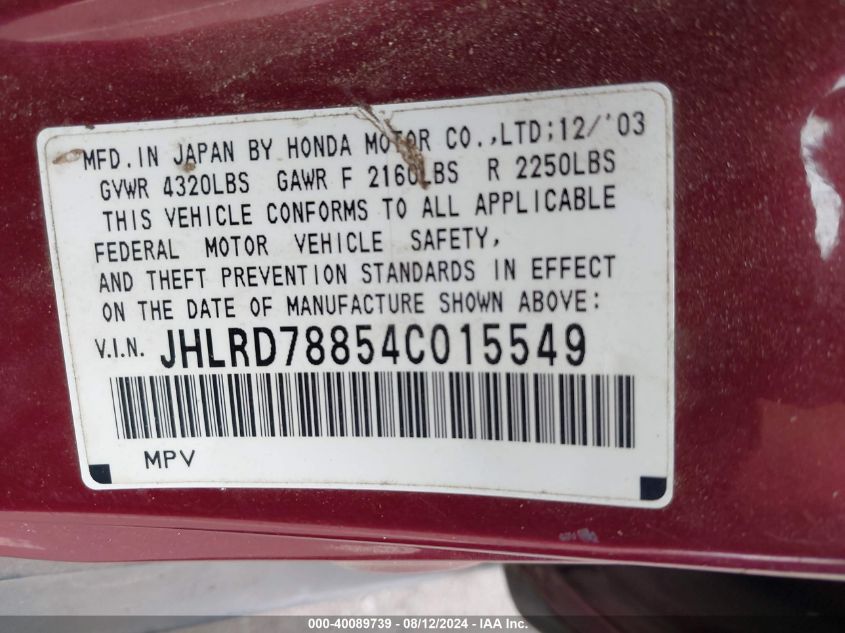 MFD. IN JAPAN BY HONDA MOTOR CO.,LTD;12/'03
GVWR 4320LBS GAWR F 2160LBS R 2250LBS
THIS VEHICLE CONFORMS TO ALL APPLICABLE
FEDERAL MOTOR VEHICLE SAFETY,
AND THEFT PREVENTION STANDARDS IN EFFECT
ON THE DATE OF MANUFACTURE SHOWN ABOVE:
V.I.N. JHLRD78854C015549
MPV
000-40089739 - 08/12/2024 - IAA Inc.